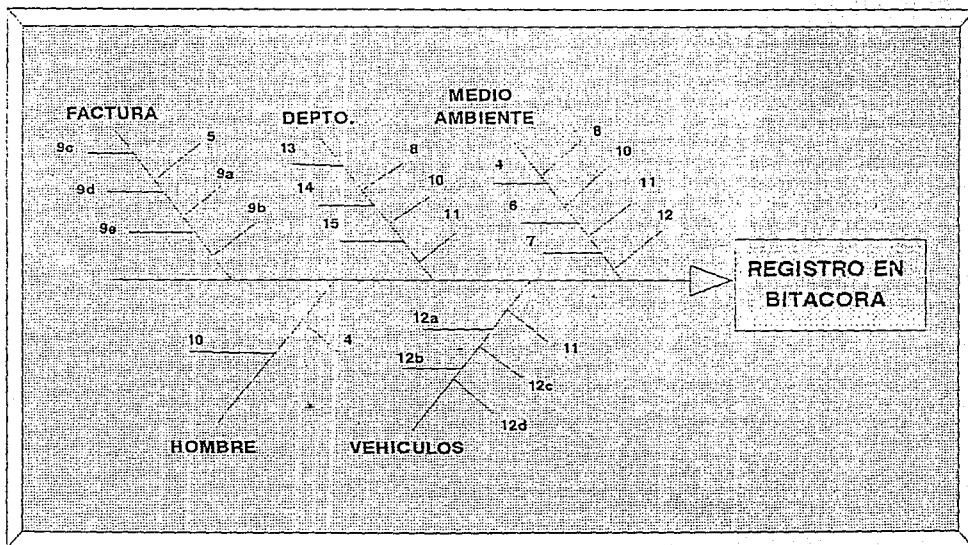 FACTURA
9c
5
9d
9a
9e
9b
DEPTO.
13
8
14
10
15
11
MEDIO
AMBIENTE
8
4
10
6
11
7
12
REGISTRO EN
BITACORA
10
4
HOMBRE
12a
11
12b
12c
12d
VEHICULOS